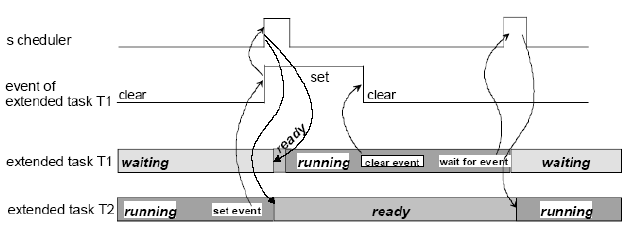 s cheduler
event of
extended task T1
clear
set
clear
ready
extended task T1
waiting
running
clear event
wait for event
waiting
extended task T2
running
set event
ready
running